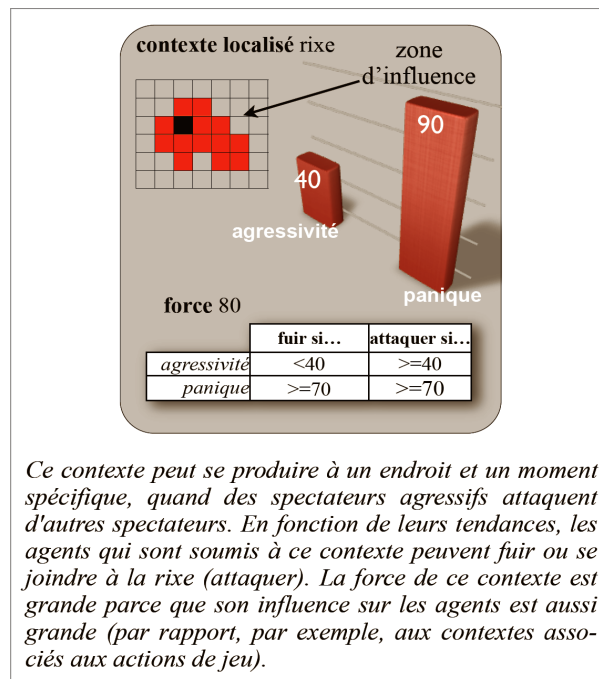 contexte localisé rixe
zone
d'influence
90
40
agressivité
panique
force 80
fuir si… attaquer si…
agressivité <40 >=40
panique >=70 >=70
Ce contexte peut se produire à un endroit et un moment
spécifique, quand des spectateurs agressifs attaquent
d'autres spectateurs. En fonction de leurs tendances, les
agents qui sont soumis à ce contexte peuvent fuir ou se
joindre à la rixe (attaquer). La force de ce contexte est
grande parce que son influence sur les agents est aussi
grande (par rapport, par exemple, aux contextes asso-
ciés aux actions de jeu).